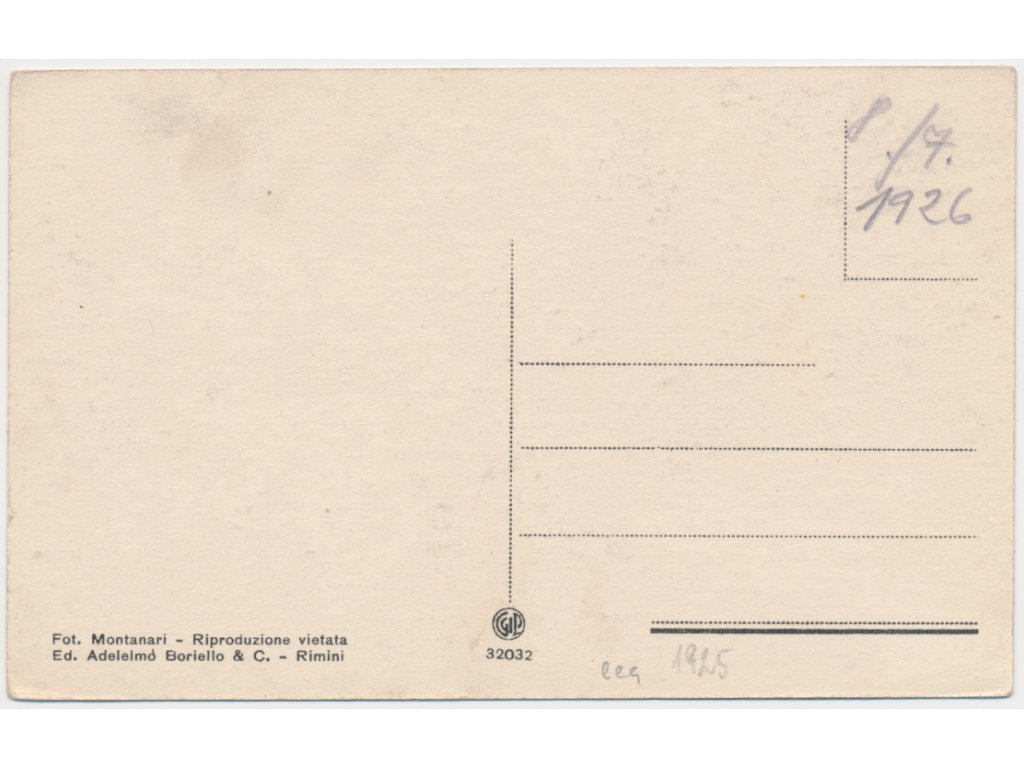 8./7.
1926
Fot. Montanari - Riproduzione vietata
Ed. Adelelmo Boriello & C. - Rimini
32032
1925